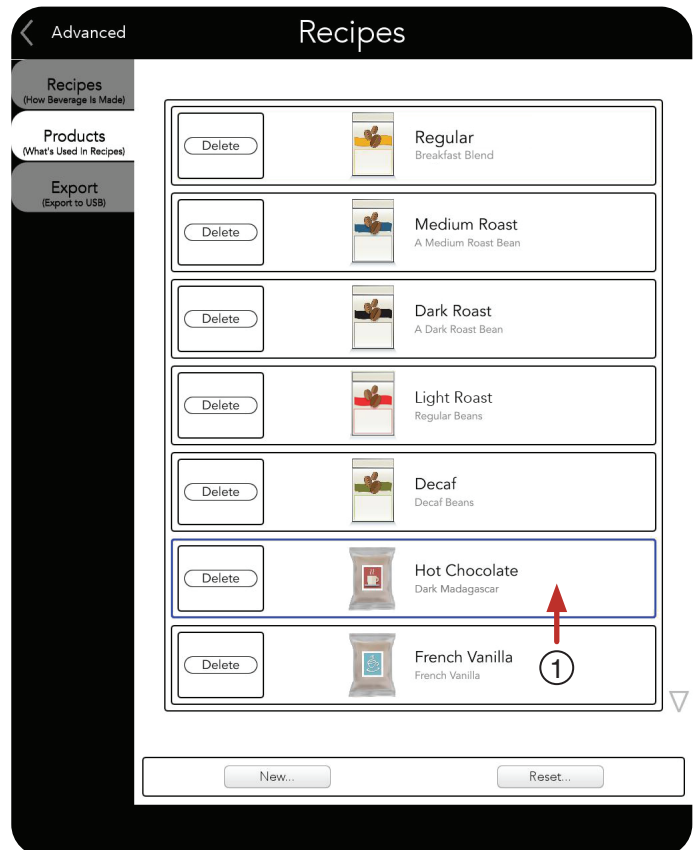 Advanced
Recipes
Recipes
(How Beverage Is Made)
Products
(What's Used In Recipes)
Export
(Export to USB)
Delete
Regular
Breakfast Blend
Delete
Medium Roast
A Medium Roast Bean
Delete
Dark Roast
A Dark Roast Bean
Delete
Light Roast
Regular Beans
Delete
Decaf
Decaf Beans
Delete
Hot Chocolate
Dark Madagascar
Delete
French Vanilla
French Vanilla
1
New...
Reset...